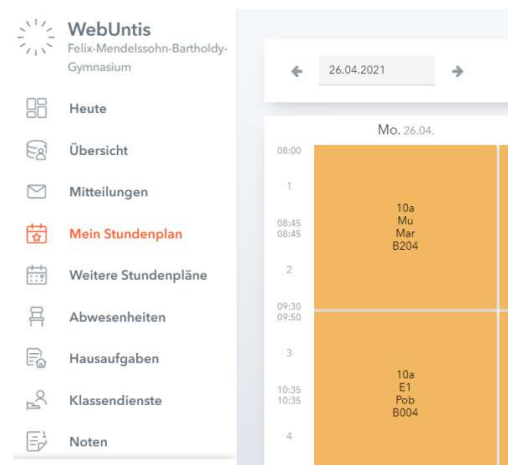 WebUntis
Felix-Mendelssohn-Bartholdy-
Gymnasium
Heute
Übersicht
Mitteilungen
Mein Stundenplan
Weitere Stundenpläne
Abwesenheiten
Hausaufgaben
Klassendienste
Noten
26.04.2021
Mo. 26.04.
08:00
1
10a
Mu
Mar
B204
08:45
08:45
2
09:30
09:50
3
10a
E1
Pob
B004
10:35
10:35
4